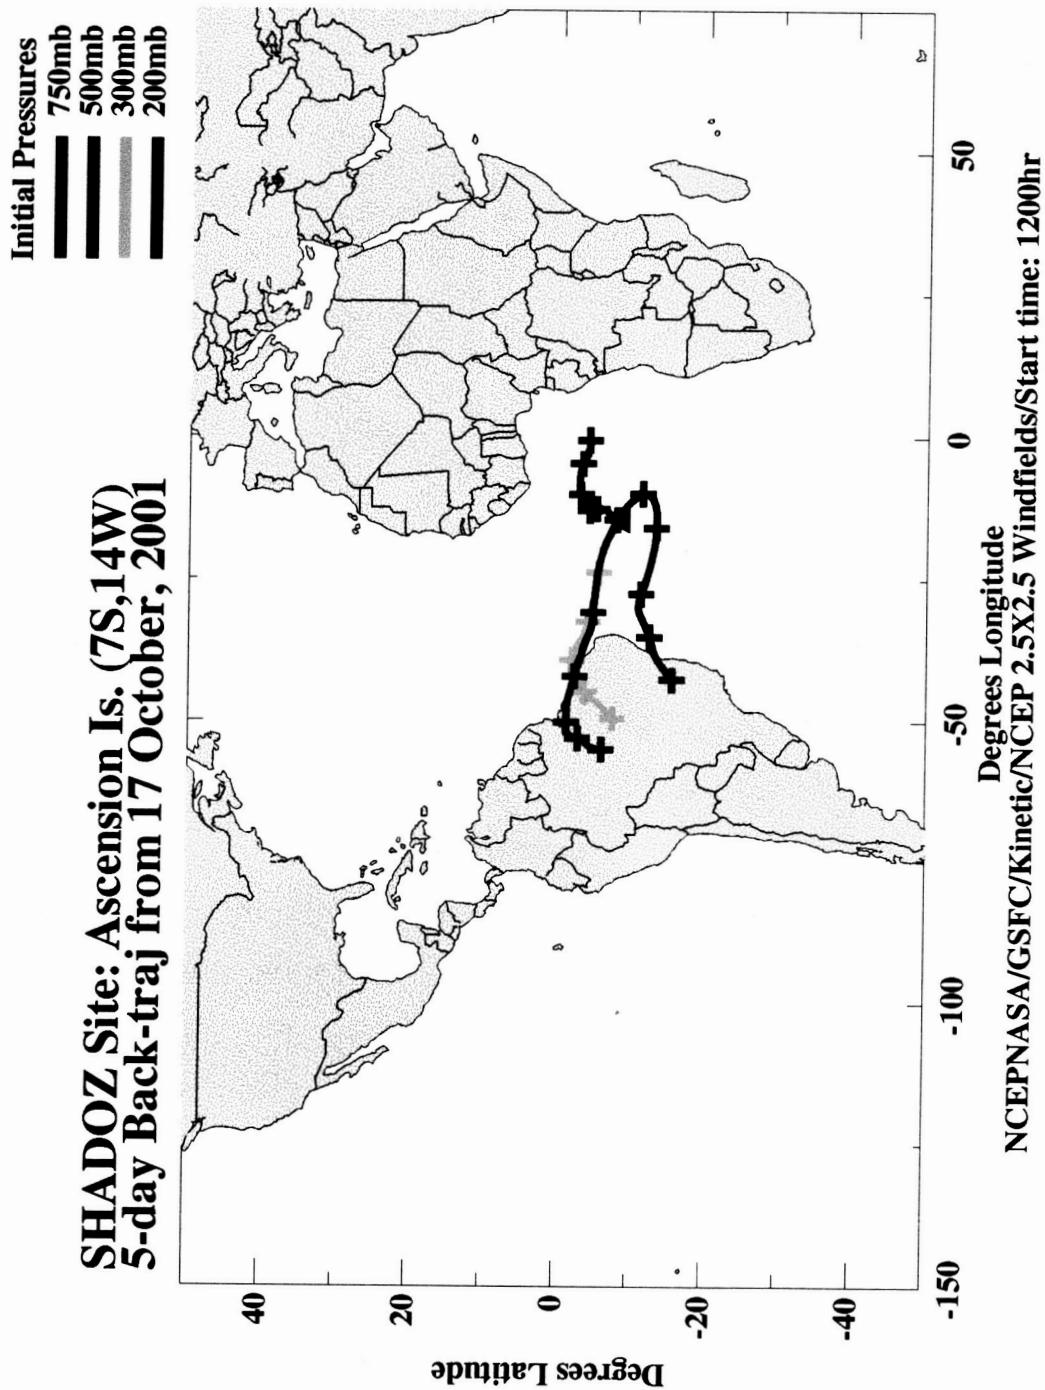 SHADOZ Site: Ascension Is. (7S,14W)
5-day Back-traj from 17 October, 2001
Initial Pressures
750mb
500mb
300mb
200mb
Degrees Latitude
40
20
0
-20
-40
-150
-100
-50
0
50
Degrees Longitude
NCEPNASA/GSFC/Kinetic/NCEP 2.5X2.5 Windfields/Start time: 1200hr